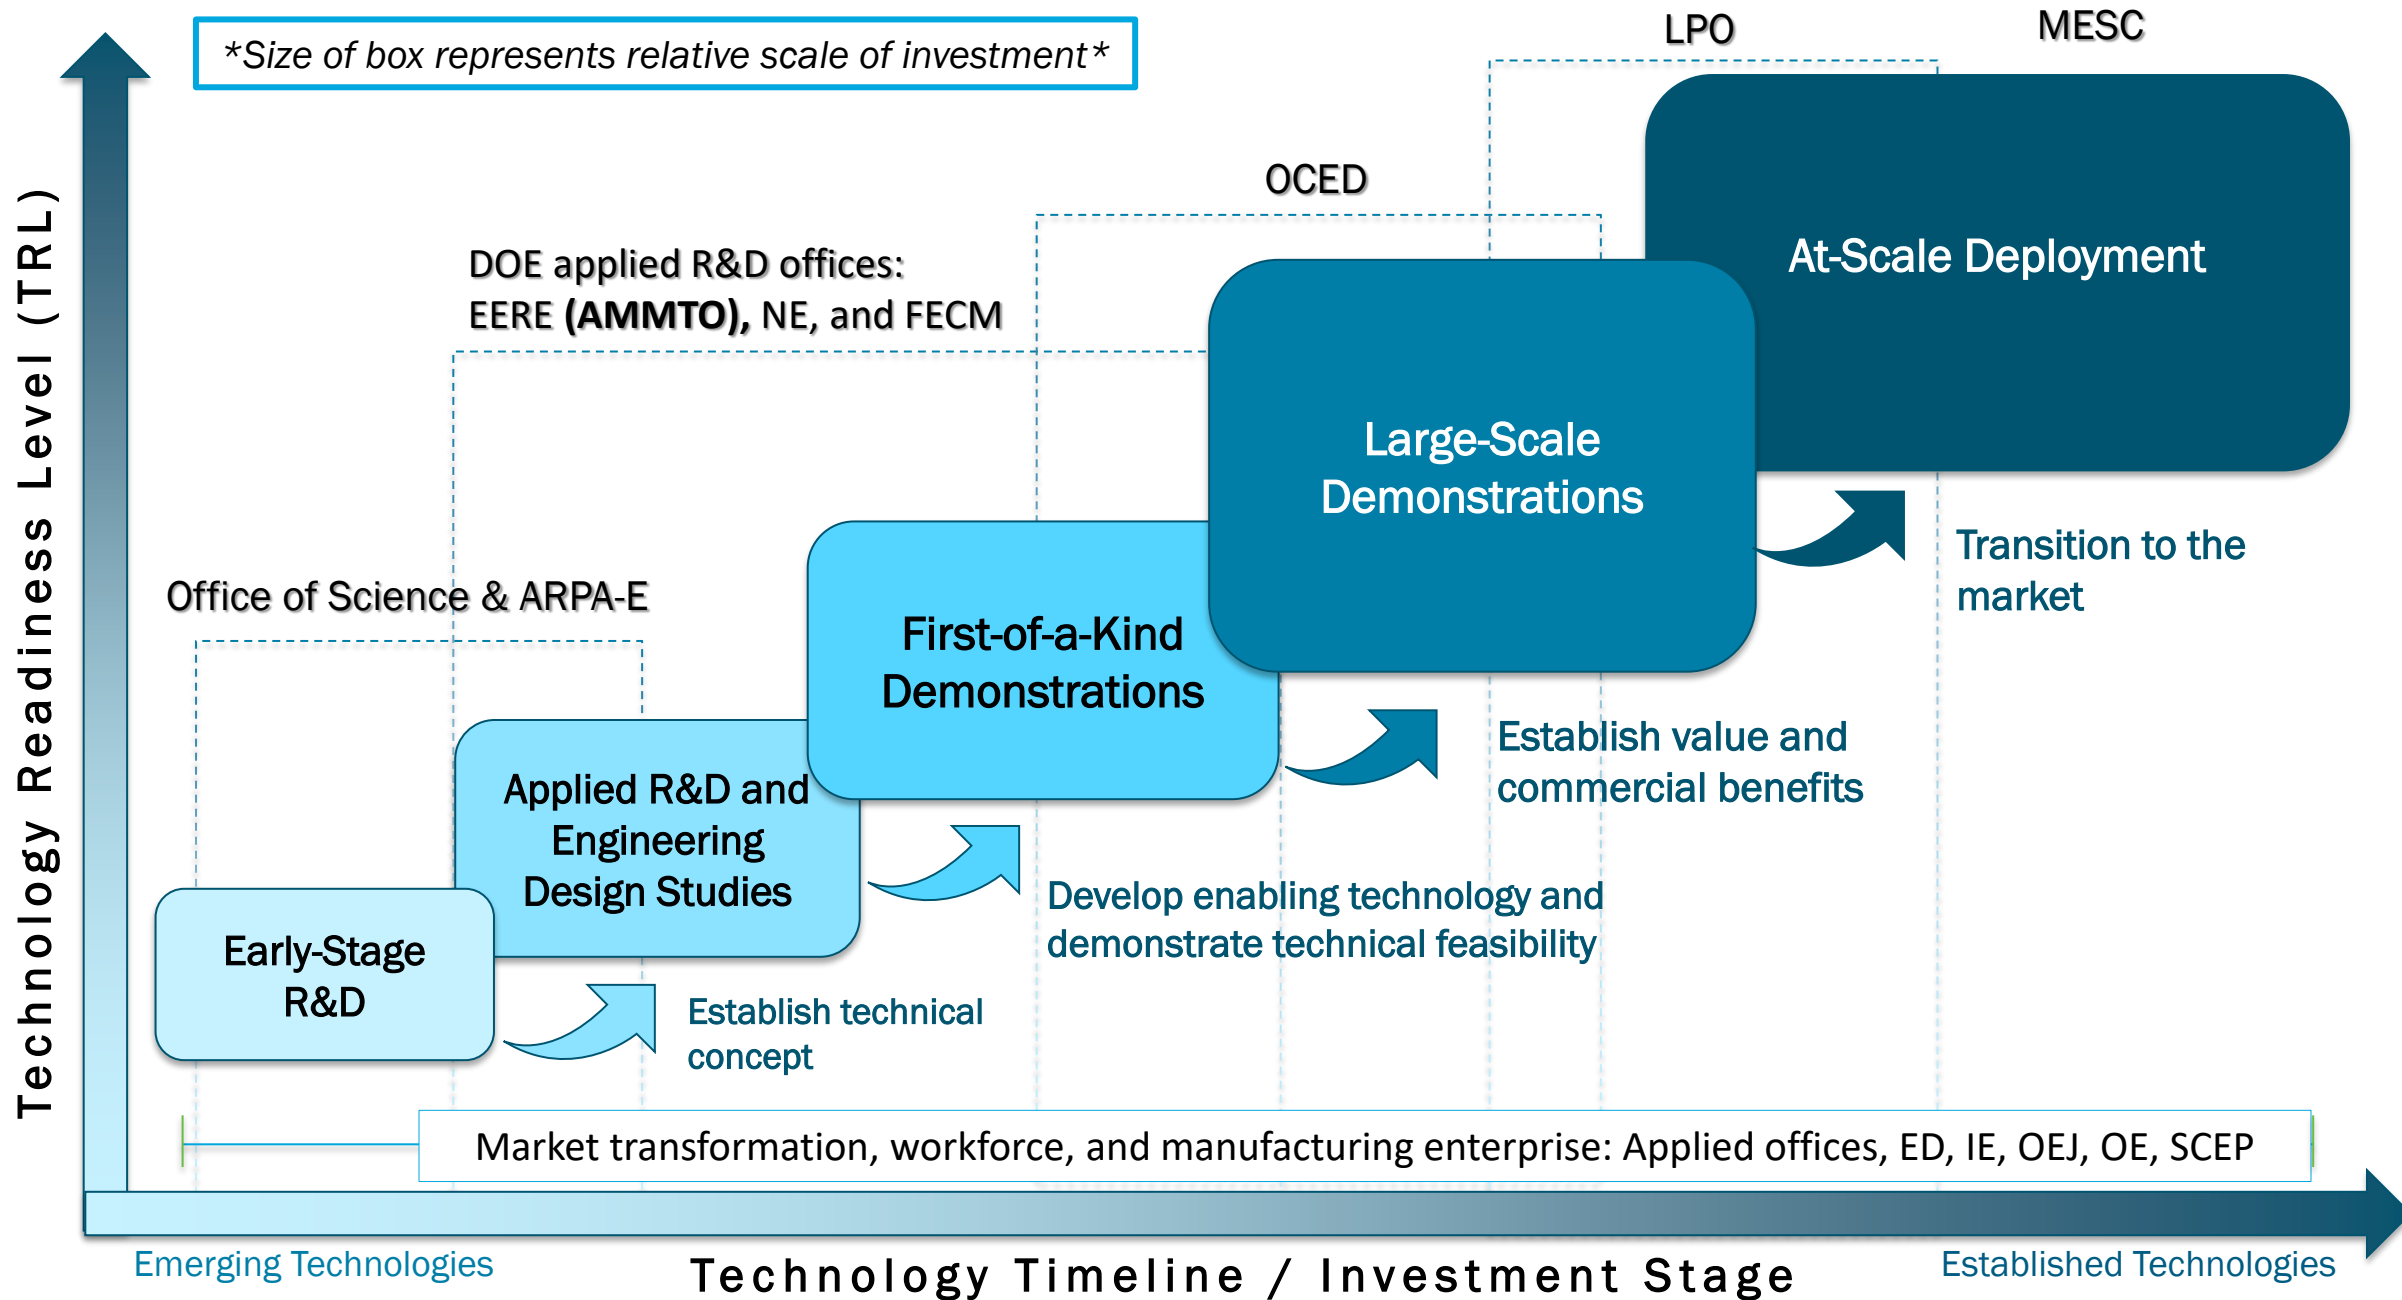 LPO
MESC
*Size of box represents relative scale of investment*
OCED
DOE applied R&D offices:
EERE (AMMTO), NE, and FECM
At-Scale Deployment
Large-Scale
Demonstrations
Transition to the
market
Office of Science & ARPA-E
First-of-a-Kind
Demonstrations
Establish value and
commercial benefits
Applied R&D and
Engineering
Design Studies
Develop enabling technology and
demonstrate technical feasibility
Early-Stage
R&D
Establish technical
concept
Market transformation, workforce, and manufacturing enterprise: Applied offices, ED, IE, OEJ, OE, SCEP
Technology Readiness Level (TRL)
Emerging Technologies
Technology Timeline / Investment Stage
Established Technologies